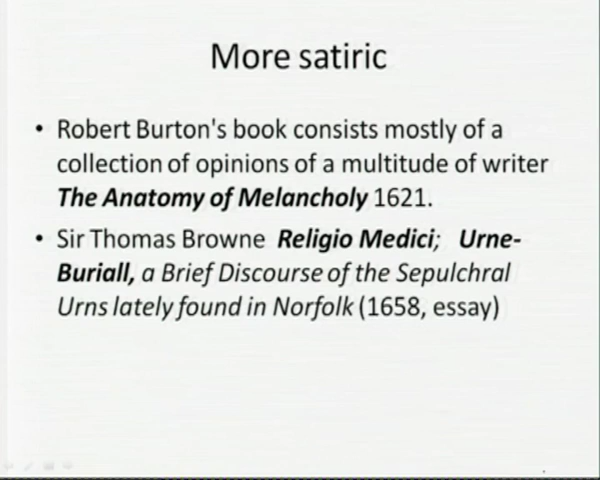 More satiric
• Robert Burton's book consists mostly of a
collection of opinions of a multitude of writer
The Anatomy of Melancholy 1621.
• Sir Thomas Browne Religio Medici; Urne-
Buriall, a Brief Discourse of the Sepulchral
Urns lately found in Norfolk (1658, essay)